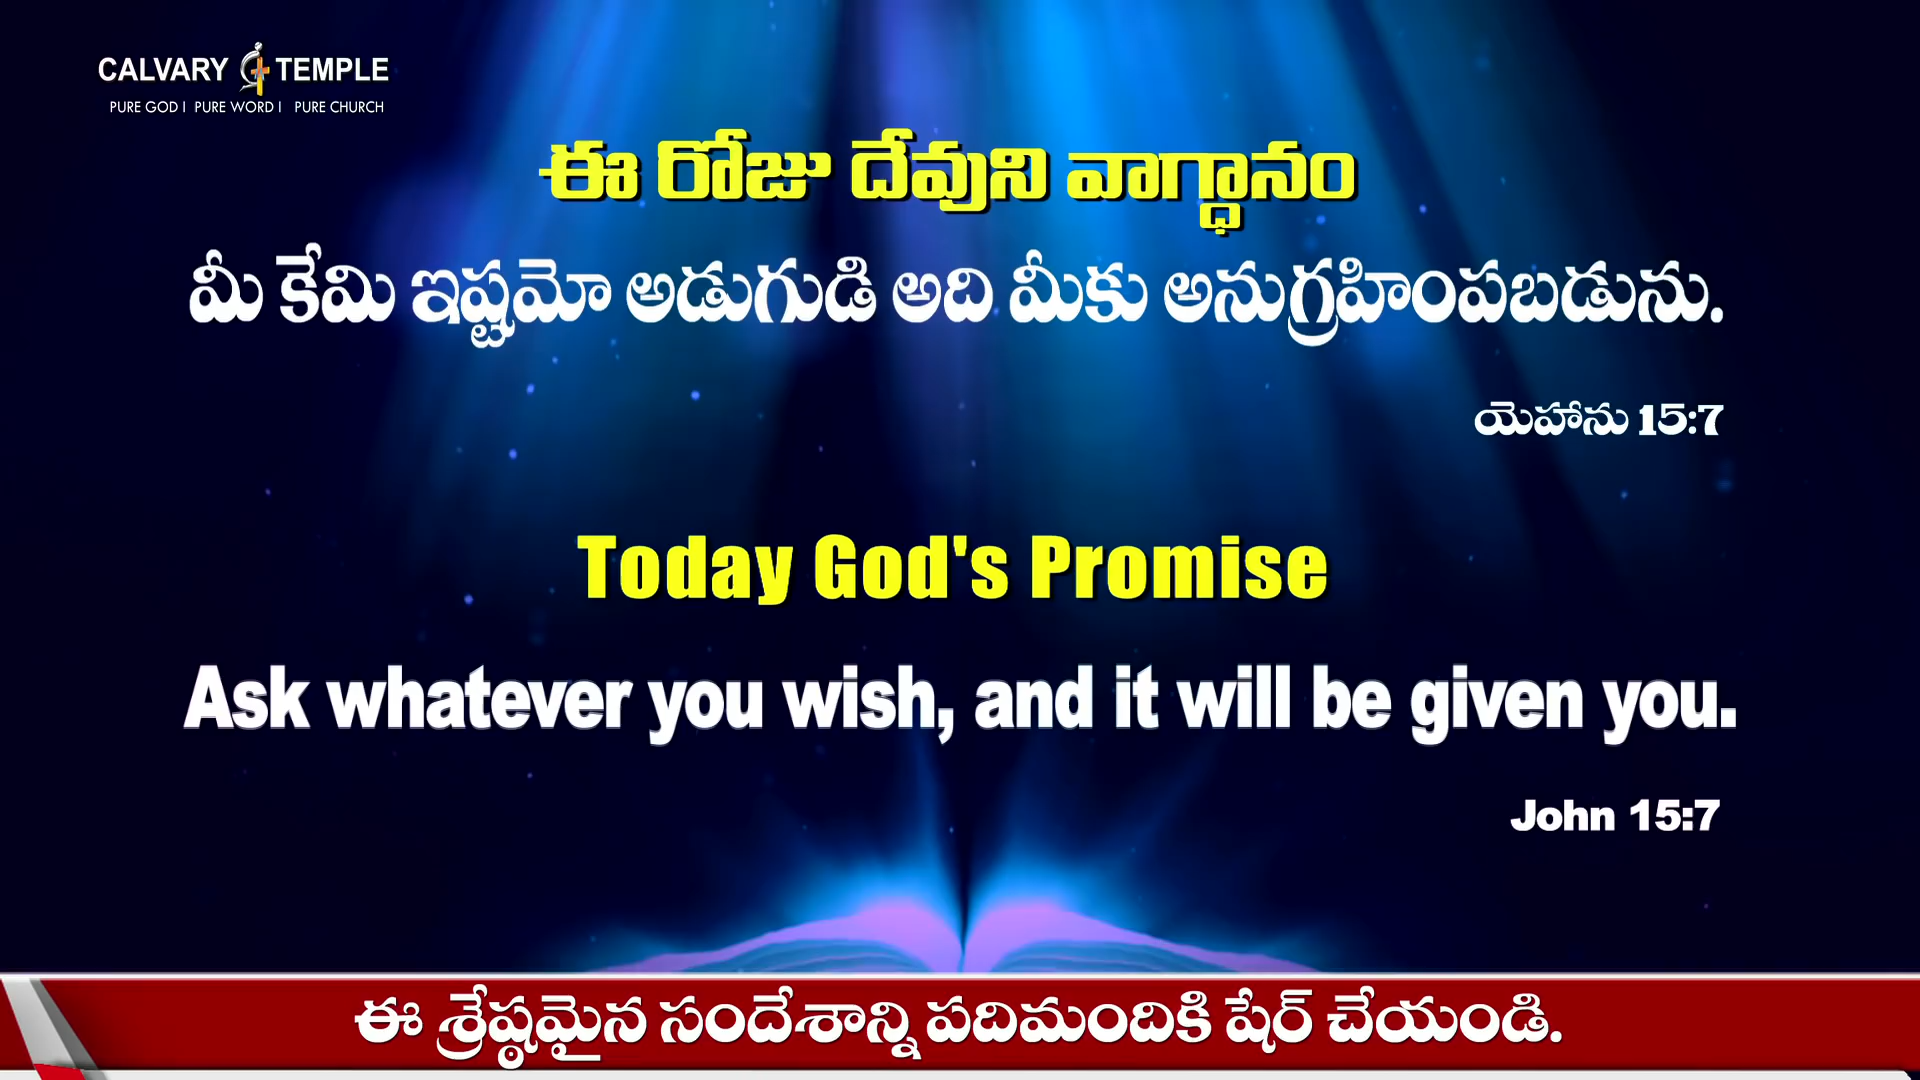 CALVARY TEMPLE
PURE GOD I PURE WORD I PURE CHURCH
ఈ రోజు దేవుని వాగ్ధానం
మీ కేమి ఇష్టమో అడుగుడి అది మీకు అనుగ్రహింపబడును.
యెహాను 15:7
Today God's Promise
Ask whatever you wish, and it will be given you.
John 15:7
ఈ శ్రేష్ఠమైన సందేశాన్ని పదిమందికి షేర్ చేయండి.